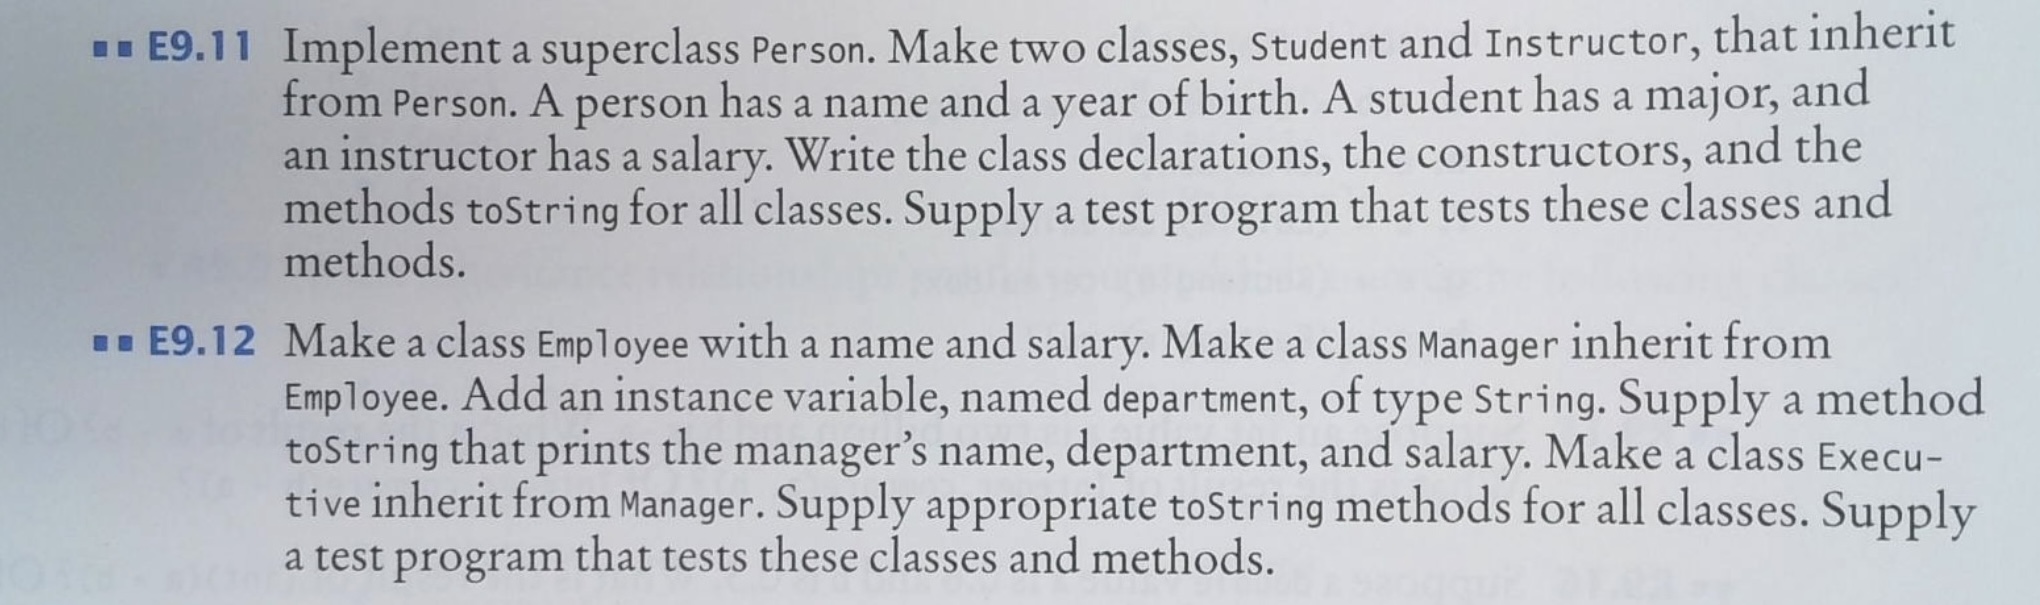 E9.11 Implement a superclass Person. Make two classes, Student and Instructor, that inherit
from Person. A person has a name and a year of birth. A student has a major, and
an instructor has a salary. Write the class declarations, the constructors, and the
methods toString for all classes. Supply a test program that tests these classes and
methods.
E9.12 Make a class Employee with a name and salary. Make a class Manager inherit from
Employee. Add an instance variable, named department, of type String. Supply a method
toString that prints the manager's name, department, and salary. Make a class Execu-
tive inherit from Manager. Supply appropriate toString methods for all classes. Supply
a test program that tests these classes and methods.